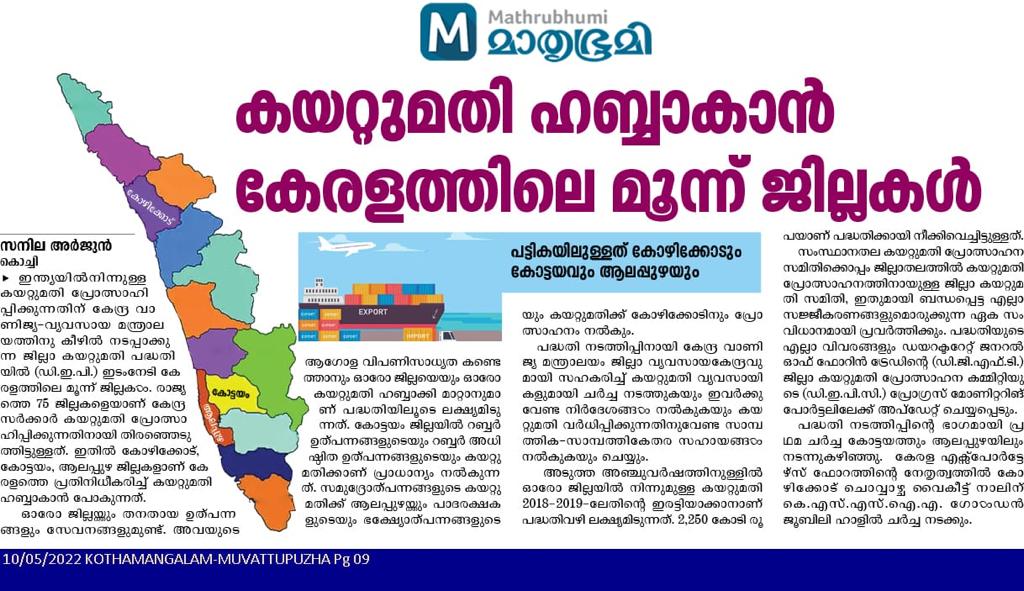 Mathrubhumi
M
മാതൃഭൂമി
കയറ്റുമതി ഹബ്ബാകാൻ
കേരളത്തിലെ മൂന്ന് ജില്ലകൾ
കോഴിക്കോട്
കോട്ടയം
ആലപ്പുഴ
സനില അർജുൻ
കൊച്ചി
▶ ഇന്ത്യയിൽനിന്നുള്ള
കയറ്റുമതി പ്രോത്സാഹി
പ്പിക്കുന്നതിന് കേന്ദ്ര വാ
ണിജ്യ-വ്യവസായ മന്ത്രാല
യത്തിനു കീഴിൽ നടപ്പാക്കു
ന്ന ജില്ലാ കയറ്റുമതി പദ്ധതി
യിൽ (ഡി.ഇ.പി.) ഇടംനേടി കേ
രളത്തിലെ മൂന്ന് ജില്ലകൾ. രാജ്യ
ത്തെ 75 ജില്ലകളെയാണ് കേന്ദ്ര
സർക്കാർ കയറ്റുമതി പ്രോത്സാ
ഹിപ്പിക്കുന്നതിനായി തിരഞ്ഞെടു
ത്തിട്ടുള്ളത്. ഇതിൽ കോഴിക്കോട്,
കോട്ടയം, ആലപ്പുഴ ജില്ലകളാണ് കേ
രളത്തെ പ്രതിനിധീകരിച്ച് കയറ്റുമതി
ഹബ്ബാകാൻ പോകുന്നത്.
ഓരോ ജില്ലയ്ക്കും തനതായ ഉത്പന്ന
ങ്ങളും സേവനങ്ങളുമുണ്ട്. അവയുടെ
EXPORT
IMPORT
ആഗോള വിപണിസാധ്യത കണ്ടെ
ത്താനും ഓരോ ജില്ലയെയും ഓരോ
കയറ്റുമതി ഹബ്ബാക്കി മാറ്റാനുമാ
ണ് പദ്ധതിയിലൂടെ ലക്ഷ്യമിടു
ന്നത്. കോട്ടയം ജില്ലയിൽ റബ്ബർ
ഉത്പന്നങ്ങളുടെയും റബ്ബർ അധി
ഷ്ഠിത ഉത്പന്നങ്ങളുടെയും കയറ്റു
മതിക്കാണ് പ്രാധാന്യം നൽകുന്ന
ത്. സമുദ്രോത്പന്നങ്ങളുടെ കയറ്റു
മതിക്ക് ആലപ്പുഴയ്ക്കും പാദരക്ഷക
ളുടെയും ഭക്ഷ്യോത്പന്നങ്ങളുടെ
പട്ടികയിലുള്ളത് കോഴിക്കോടും
കോട്ടയവും ആലപ്പുഴയും
യും കയറ്റുമതിക്ക് കോഴിക്കോടിനും പ്രോ
ത്സാഹനം നൽകും.
പദ്ധതി നടത്തിപ്പിനായി കേന്ദ്ര വാണി
ജ്യ മന്ത്രാലയം ജില്ലാ വ്യവസായകേന്ദ്രവു
മായി സഹകരിച്ച് കയറ്റുമതി വ്യവസായി
കളുമായി ചർച്ച നടത്തുകയും ഇവർക്കു
വേണ്ട നിർദേശങ്ങൾ നൽകുകയും കയ
റ്റുമതി വർധിപ്പിക്കുന്നതിനുവേണ്ട സാമ്പ
ത്തിക-സാമ്പത്തികേതര സഹായങ്ങൾ
നൽകുകയും ചെയ്യും.
അടുത്ത അഞ്ചുവർഷത്തിനുള്ളിൽ
ഓരോ ജില്ലയിൽ നിന്നുമുള്ള കയറ്റുമതി
2018-2019-ലേതിന്റെ ഇരട്ടിയാക്കാനാണ്
പദ്ധതിവഴി ലക്ഷ്യമിടുന്നത്. 2,250 കോടി രൂ
പയാണ് പദ്ധതിക്കായി നീക്കിവെച്ചിട്ടുള്ളത്.
സംസ്ഥാനതല കയറ്റുമതി പ്രോത്സാഹന
സമിതിക്കൊപ്പം ജില്ലാതലത്തിൽ കയറ്റുമതി
പ്രോത്സാഹനത്തിനായുള്ള ജില്ലാ കയറ്റുമ
തി സമിതി, ഇതുമായി ബന്ധപ്പെട്ട എല്ലാ
സജ്ജീകരണങ്ങളുമൊരുക്കുന്ന ഏക സം
വിധാനമായി പ്രവർത്തിക്കും. പദ്ധതിയുടെ
എല്ലാ വിവരങ്ങളും ഡയറക്ടറേറ്റ് ജനറൽ
ഓഫ് ഫോറിൻ ട്രേഡിന്റെ (ഡി.ജി.എഫ്.ടി.)
ജില്ലാ കയറ്റുമതി പ്രോത്സാഹന കമ്മിറ്റിയു
ടെ (ഡി.ഇ.പി.സി.) പ്രോഗ്രസ് മോണിറ്ററിങ്
പോർട്ടലിലേക്ക് അപ്ഡേറ്റ് ചെയ്യപ്പെടും.
പദ്ധതി നടത്തിപ്പിന്റെ ഭാഗമായി പ്ര
ഥമ ചർച്ച കോട്ടയത്തും ആലപ്പുഴയിലും
നടന്നുകഴിഞ്ഞു. കേരള എക്സ്പോർട്ടേ
ഴ്സ് ഫോറത്തിന്റെ നേതൃത്വത്തിൽ കോ
ഴിക്കോട് ചൊവ്വാഴ്ച വൈകീട്ട് നാലിന്
കെ.എസ്.എസ്.ഐ.എ. ഗോൾഡൻ
ജൂബിലി ഹാളിൽ ചർച്ച നടക്കും.
10/05/2022 KOTHAMANGALAM-MUVATTUPUZHA Pg 09